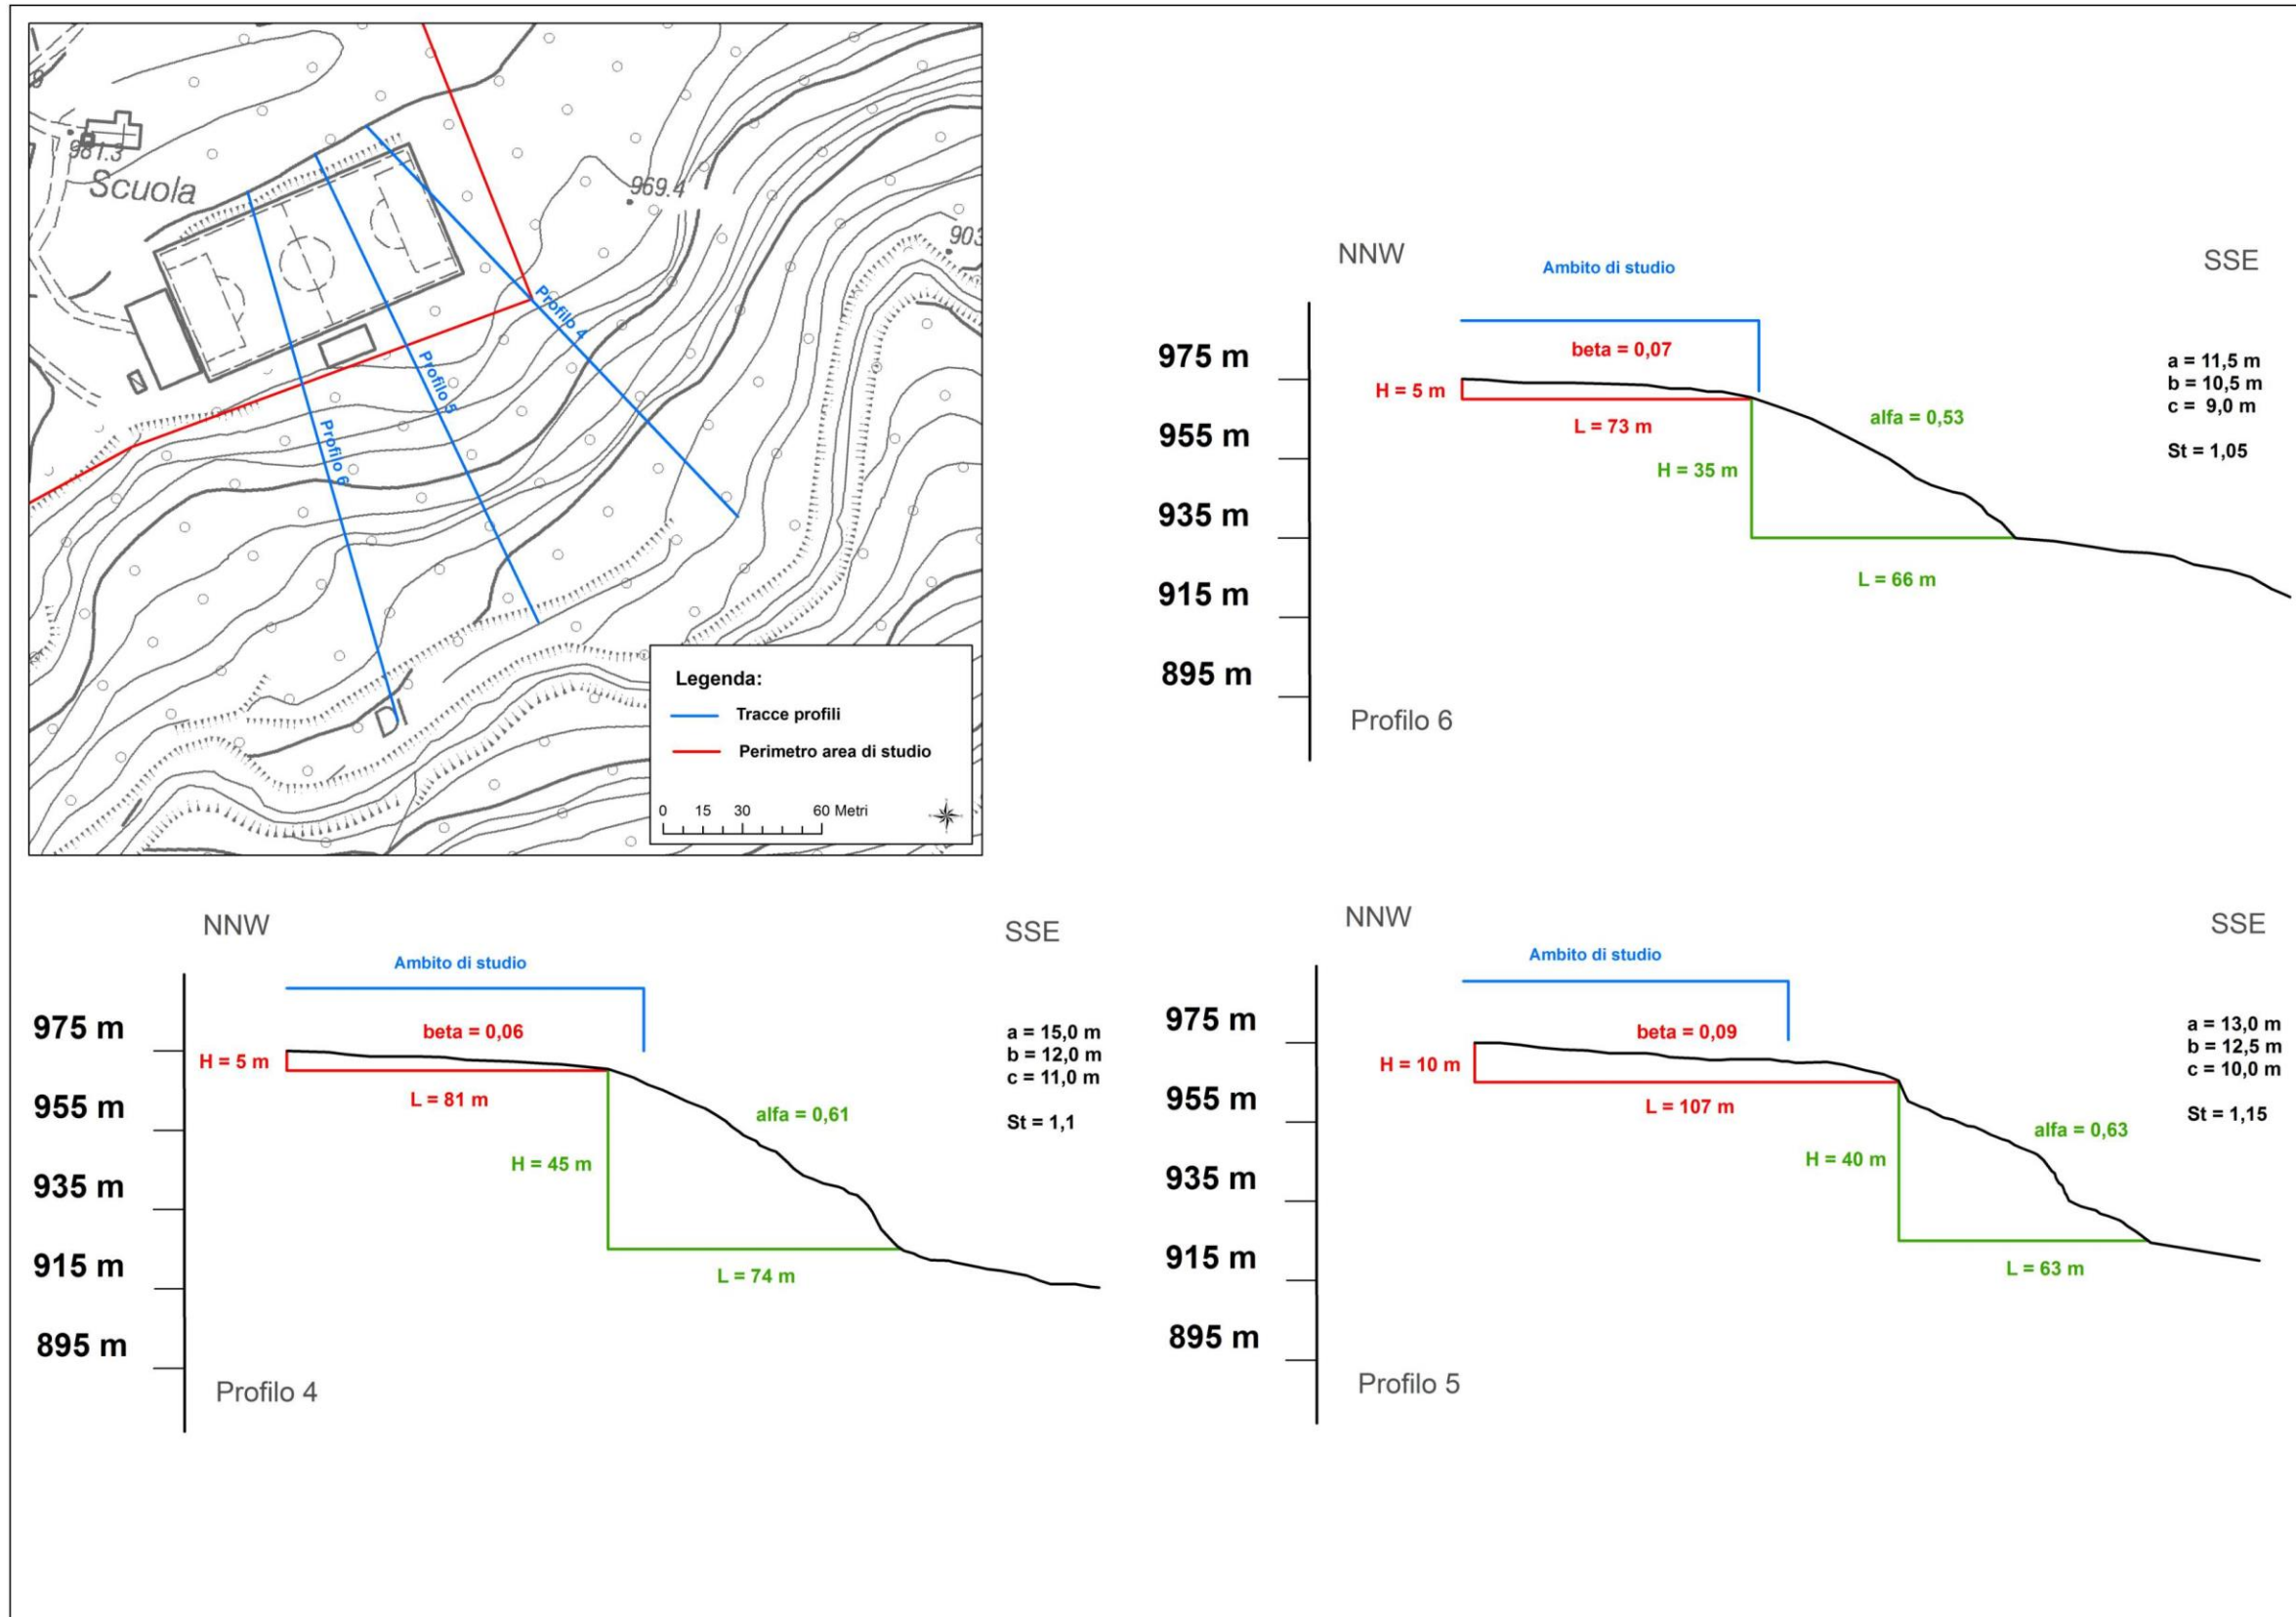 9
981.3
Scuola
969.4
903
Profilo 4
Profilo 5
Profilo 6
Legenda:
Tracce profili
Perimetro area di studio
0 15 30 60 Metri
NNW
SSE
Ambito di studio
975 m
955 m
935 m
915 m
895 m
beta = 0,07
H = 5 m
L = 73 m
alfa = 0,53
H = 35 m
L = 66 m
a = 11,5 m
b = 10,5 m
c = 9,0 m
St = 1,05
Profilo 6
NNW
SSE
Ambito di studio
975 m
955 m
935 m
915 m
895 m
beta = 0,06
H = 5 m
L = 81 m
alfa = 0,61
H = 45 m
L = 74 m
a = 15,0 m
b = 12,0 m
c = 11,0 m
St = 1,1
Profilo 4
NNW
SSE
Ambito di studio
975 m
955 m
935 m
915 m
895 m
beta = 0,09
H = 10 m
L = 107 m
alfa = 0,63
H = 40 m
L = 63 m
a = 13,0 m
b = 12,5 m
c = 10,0 m
St = 1,15
Profilo 5